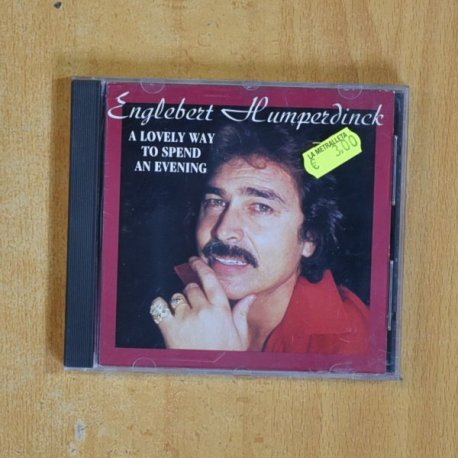 Englebert Humperdinck
A LOVELY WAY
TO SPEND
AN EVENING
LA METRALLETA
€ 3,00